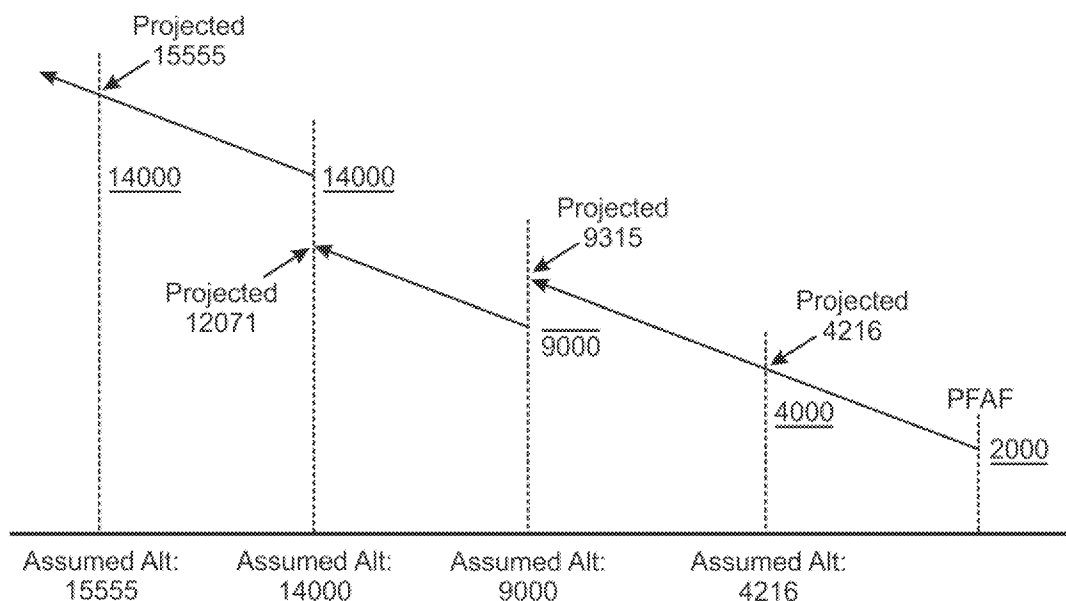 Projected
15555
14000
14000
Projected
12071
Projected
9315
9000
Projected
4216
4000
PFAF
2000
Assumed Alt:
15555
Assumed Alt:
14000
Assumed Alt:
9000
Assumed Alt:
4216